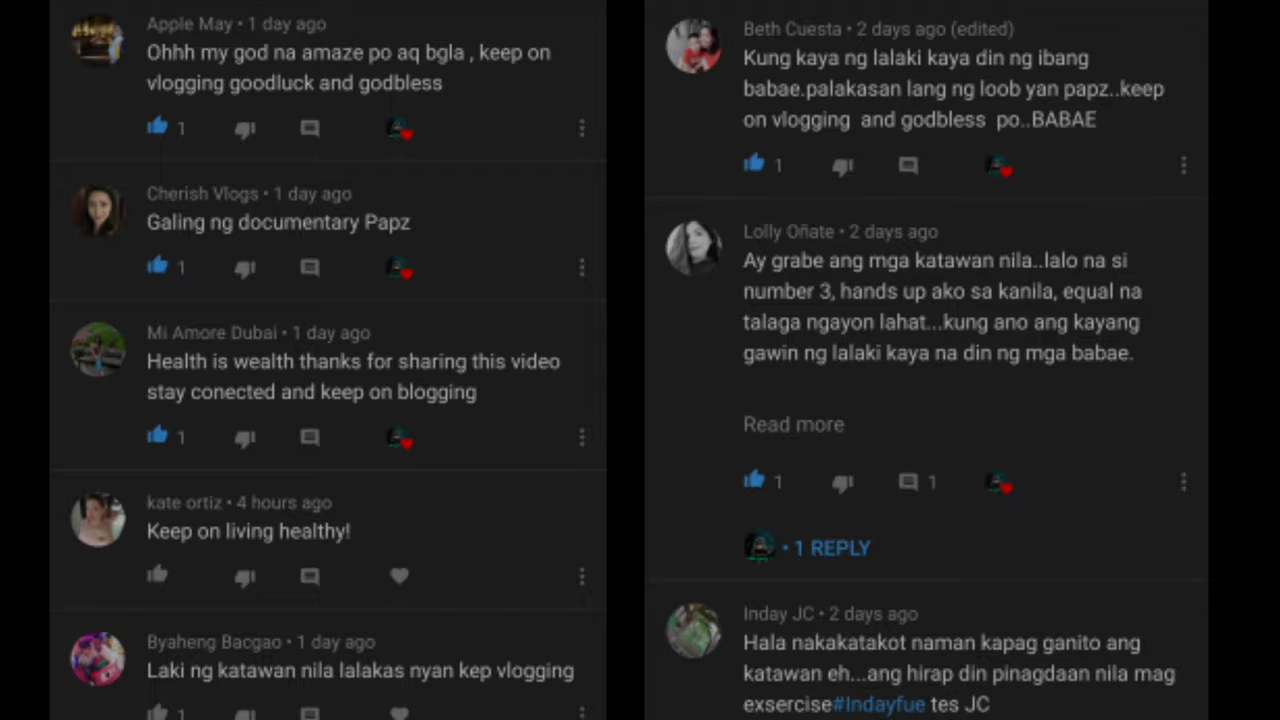 Apple May • 1 day ago
Ohhh my god na amaze po aq bgla , keep on
vlogging goodluck and godbless
1
Cherish Vlogs • 1 day ago
Galing ng documentary Papz
1
Mi Amore Dubai • 1 day ago
Health is wealth thanks for sharing this video
stay conected and keep on blogging
1
kate ortiz • 4 hours ago
Keep on living healthy!
Byaheng Bacgao • 1 day ago
Laki ng katawan nila lalakas nyan kep vlogging
1
Beth Cuesta • 2 days ago (edited)
Kung kaya ng lalaki kaya din ng ibang
babae.palakasan lang ng loob yan papz..keep
on vlogging and godbless po..BABAE
1
Lolly Oñate • 2 days ago
Ay grabe ang mga katawan nila..lalo na si
number 3, hands up ako sa kanila, equal na
talaga ngayon lahat...kung ano ang kayang
gawin ng lalaki kaya na din ng mga babae.
Read more
1 1
• 1 REPLY
Inday JC • 2 days ago
Hala nakakatakot naman kapag ganito ang
katawan eh...ang hirap din pinagdaan nila mag
exsercise#Indayfue tes JC